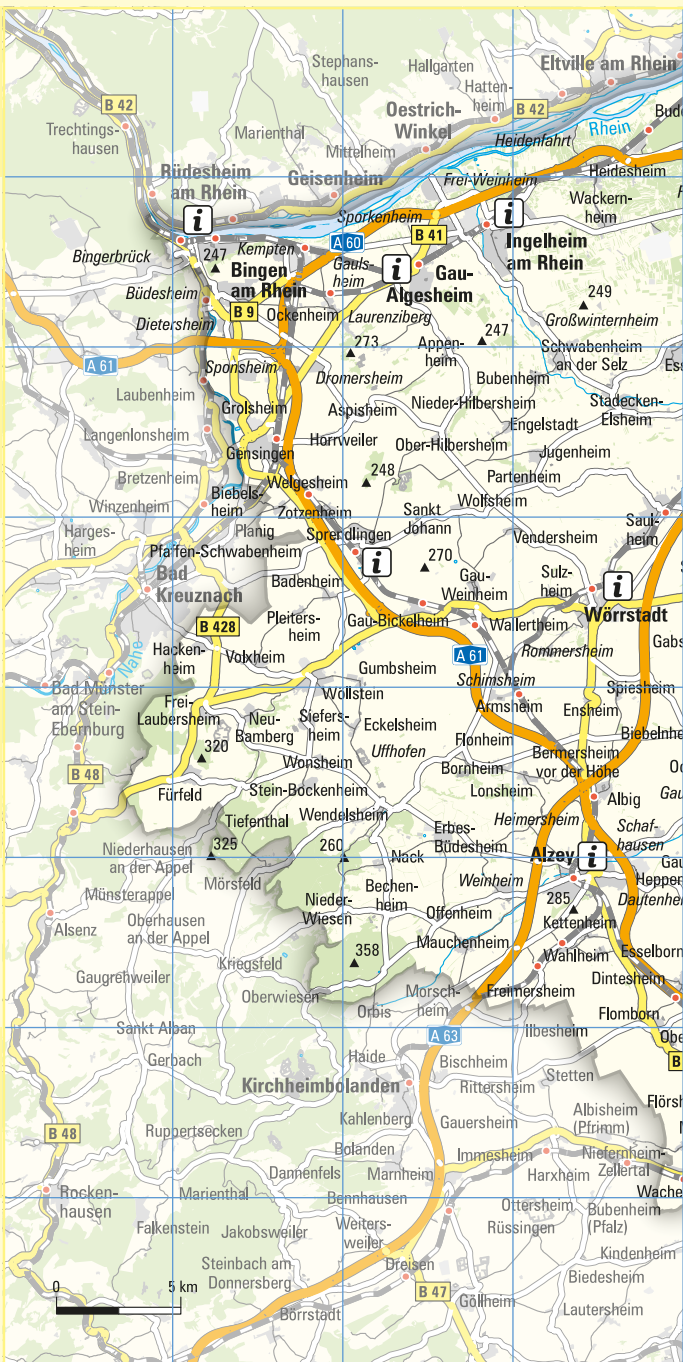 Stephans-
hausen
Hallgarten
Hatten-
heim
Eltville am Rhein
B 42
Trechtings-
hausen
Marienthal
Oestrich-
Winkel
B 42
Mittelheim
Heidenfahrt
Rhein
Rüdesheim
am Rhein
Geisenheim
Frei-Weinheim
Heidesheim
Wackern-
heim
i
Sporkenheim
i
Bingerbrück
247
Kempten
A 60
B 41
Ingelheim
am Rhein
Bingen
am Rhein
Gauls
heim
i
Gau-
Algesheim
Büdesheim
B 9
Ockenheim
Laurenziberg
249
Großwinternheim
Dietersheim
273
Appen-
heim
247
Schwabenheim
an der Selz
A 61
Sponsheim
Dromersheim
Bubenheim
Laubenheim
Grolsheim
Aspisheim
Nieder-Hilbersheim
Stadecken-
Elsheim
Langenlonsheim
Gensingen
Horrweiler
Ober-Hilbersheim
Engelstadt
Jugenheim
Bretzenheim
Welgesheim
248
Partenheim
Winzenheim
Biebels-
heim
Zotzenheim
Sankt
Johann
Wolfsheim
Saul-
heim
Harges-
heim
Planig
Sprendlingen
Vendersheim
Pfaffen-Schwabenheim
i
270
Bad
Kreuznach
Badenheim
Gau-
Weinheim
Sulz-
heim
i
Wörrstadt
B 428
Pleiters-
heim
Gau-Bickelheim
Wallertheim
Nahe
Hacken-
heim
Volxheim
Gumbsheim
A 61
Rommersheim
Schimsheim
Bad Münster
am Stein-
Ebernburg
Frei-
Laubersheim
Wöllstein
Armsheim
Spiesheim
Neu-
Bamberg
Siefers-
heim
Eckelsheim
Ensheim
320
Uffhofen
Flonheim
B 48
Wonsheim
Bornheim
Bermersheim
vor der Höhe
Fürfeld
Stein-Bockenheim
Lonsheim
Albig
Tiefenthal
Wendelsheim
Heimersheim
Schaf-
hausen
Niederhausen
an der Appel
325
260
Erbes-
Büdesheim
Alzey
i
Mörsfeld
Nack
Weinheim
Münsterappel
Bechen-
heim
285
Alsenz
Oberhausen
an der Appel
Nieder-
Wiesen
Offenheim
Kettenheim
Mauchenheim
Wahlheim
Esselborn
Gaugrehweiler
Kriegsfeld
358
Dintesheim
Oberwiesen
Orbis
Morsch-
heim
Freimersheim
Flomborn
Sankt Alban
A 63
Ilbesheim
Gerbach
Haide
Bischheim
Stetten
Kirchheimbolanden
Rittersheim
Kahlenberg
Gauersheim
Albisheim
(Pfrimm)
B 48
Ruppertsecken
Bolanden
Immesheim
Niefernheim-
Zellertal
Dannenfels
Marnheim
Harxheim
Rocken-
hausen
Marienthal
Bennhausen
Ottersheim
Bubenheim
(Pfalz)
Falkenstein
Jakobsweiler
Weiters-
weiler
Rüssingen
Kindenheim
Steinbach am
Donnersberg
Dreisen
Biedesheim
0
5 km
B 47
Göllheim
Lautersheim
Börrstadt